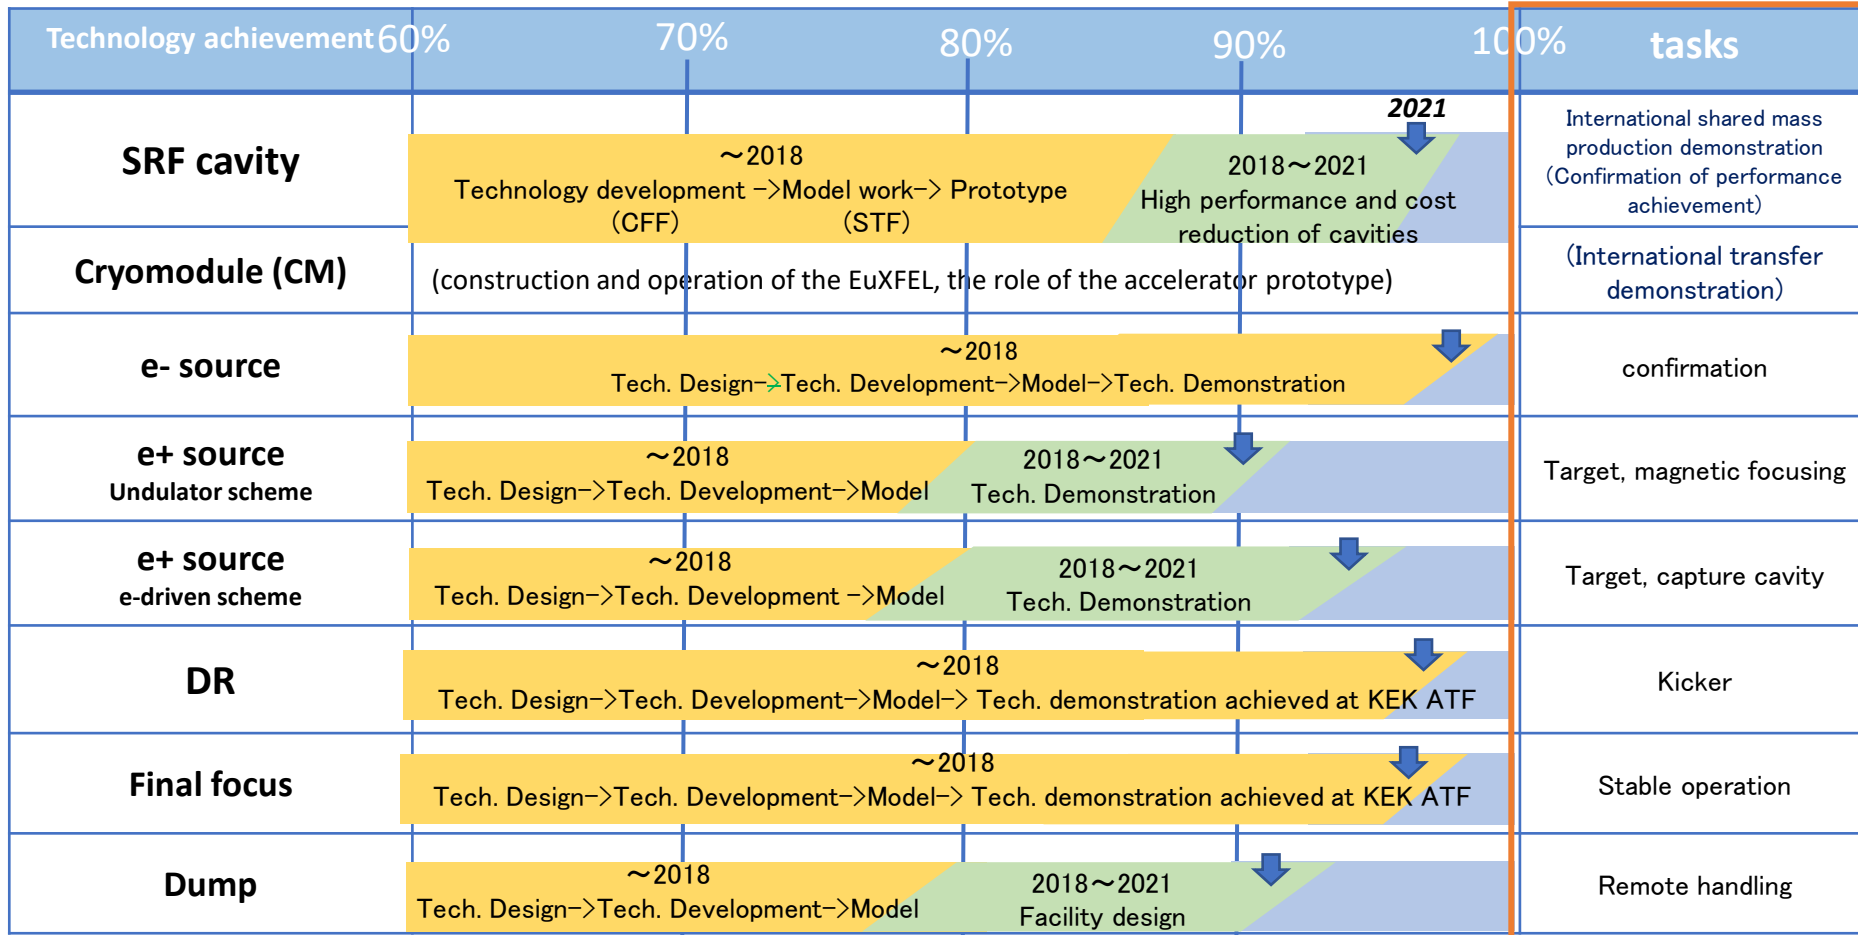 Technology achievement 60% 70% 80% 90% 100% tasks
2021
SRF cavity
～2018
Technology development ->Model work-> Prototype
(CFF) (STF)
2018～2021
High performance and cost
reduction of cavities
International shared mass
production demonstration
(Confirmation of performance
achievement)
Cryomodule (CM)
(construction and operation of the EuXFEL, the role of the accelerator prototype)
(International transfer
demonstration)
e- source
～2018
Tech. Design->Tech. Development->Model->Tech. Demonstration
confirmation
e+ source
Undulator scheme
～2018
Tech. Design->Tech. Development->Model
2018～2021
Tech. Demonstration
Target, magnetic focusing
e+ source
e-driven scheme
～2018
Tech. Design->Tech. Development ->Model
2018～2021
Tech. Demonstration
Target, capture cavity
DR
～2018
Tech. Design->Tech. Development->Model-> Tech. demonstration achieved at KEK ATF
Kicker
Final focus
～2018
Tech. Design->Tech. Development->Model-> Tech. demonstration achieved at KEK ATF
Stable operation
Dump
～2018
Tech. Design->Tech. Development->Model
2018～2021
Facility design
Remote handling